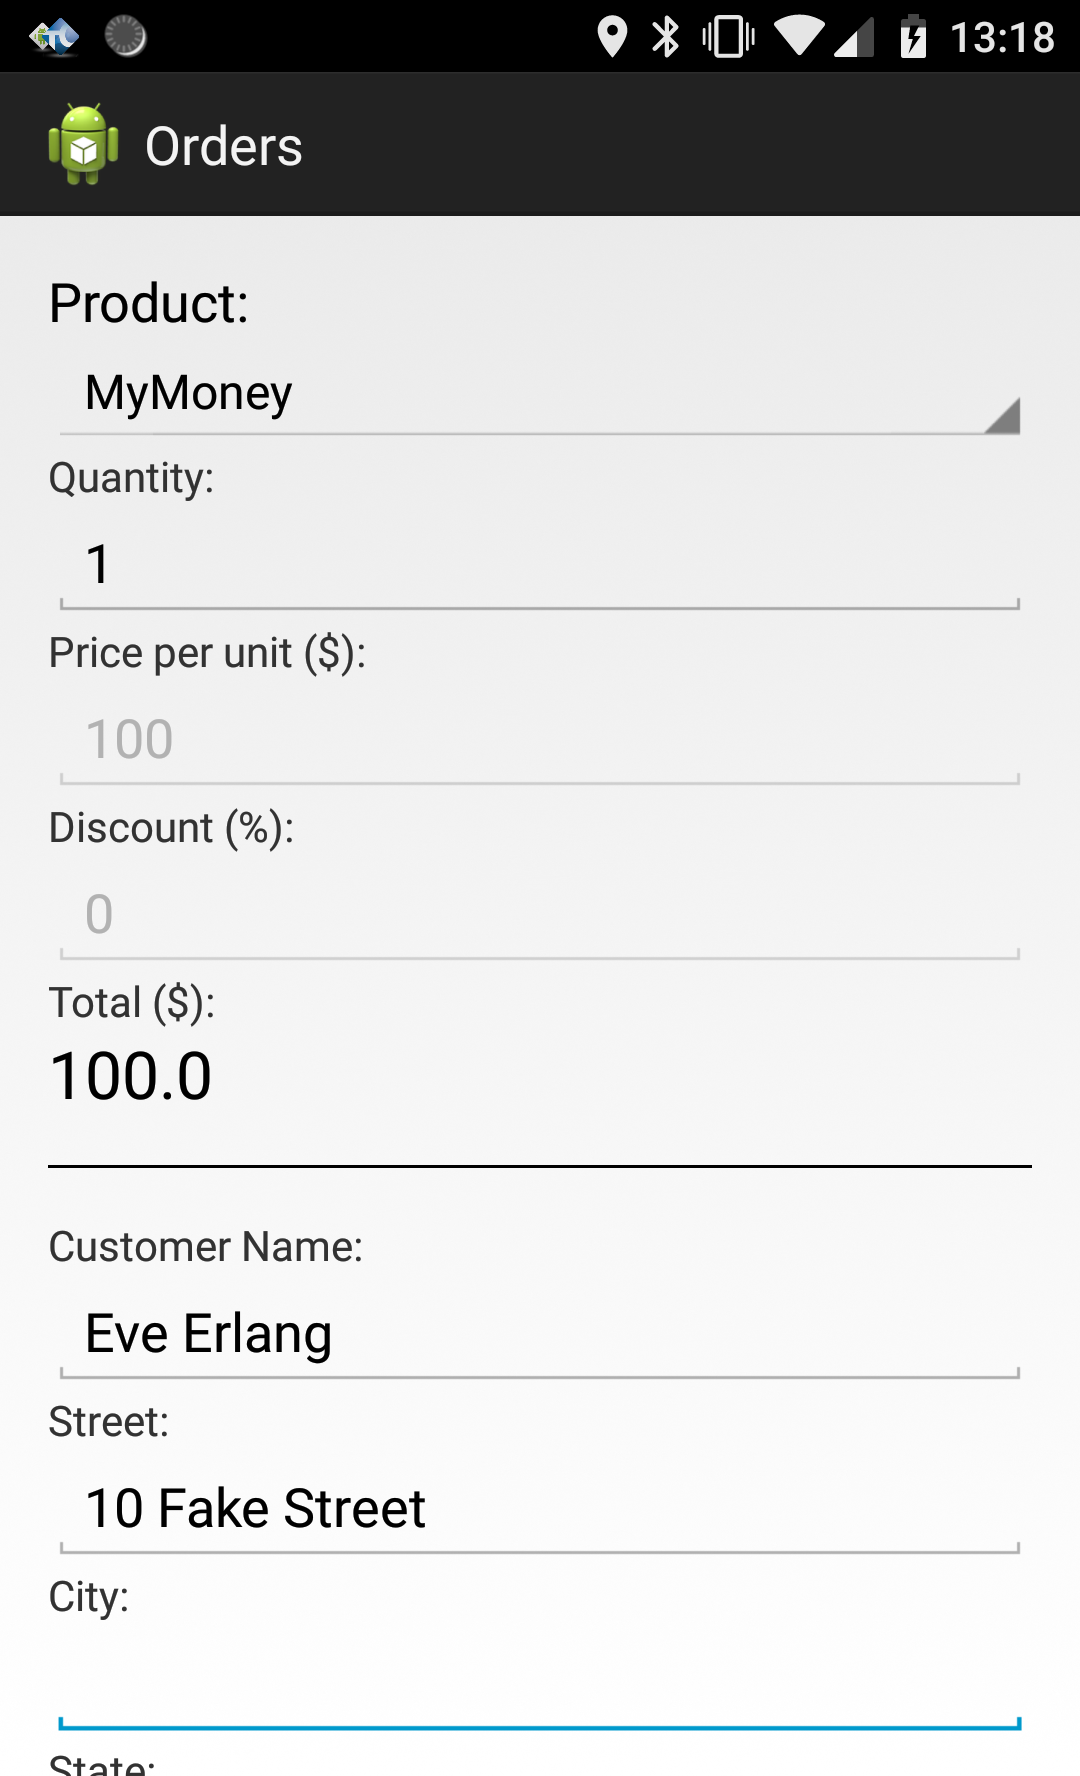 13:18
Orders
Product:
MyMoney
Quantity:
1
Price per unit ($):
100
Discount (%):
0
Total ($):
100.0
Customer Name:
Eve Erlang
Street:
10 Fake Street
City:
State: